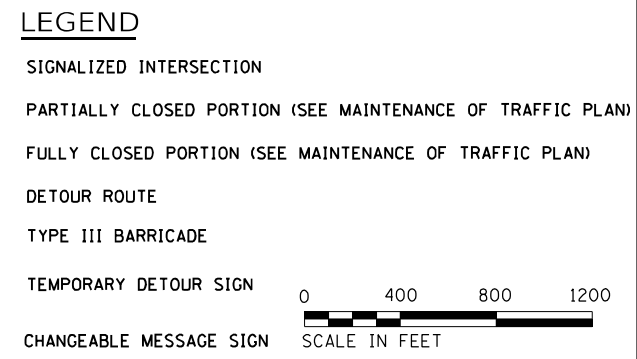 LEGEND
SIGNALIZED INTERSECTION
PARTIALLY CLOSED PORTION (SEE MAINTENANCE OF TRAFFIC PLAN)
FULLY CLOSED PORTION (SEE MAINTENANCE OF TRAFFIC PLAN)
DETOUR ROUTE
TYPE III BARRICADE
TEMPORARY DETOUR SIGN
0 400 800 1200
CHANGEABLE MESSAGE SIGN
SCALE IN FEET